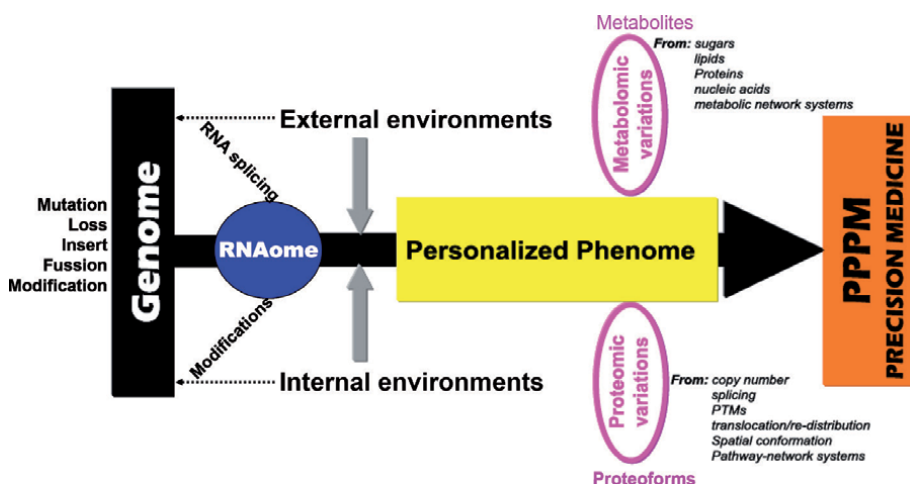 Metabolites
From: sugars
lipids
Proteins
nucleic acids
metabolic network systems
Metabolomic
variations
External environments
RNA splicing
Genome
Mutation
Loss
Insert
Fussion
Modification
RNAome
Personalized Phenome
PPPM
PRECISION MEDICINE
Modifications
Internal environments
Proteomic
variations
From: copy number
splicing
PTMs
translocation/re-distribution
Spatial conformation
Pathway-network systems
Proteoforms